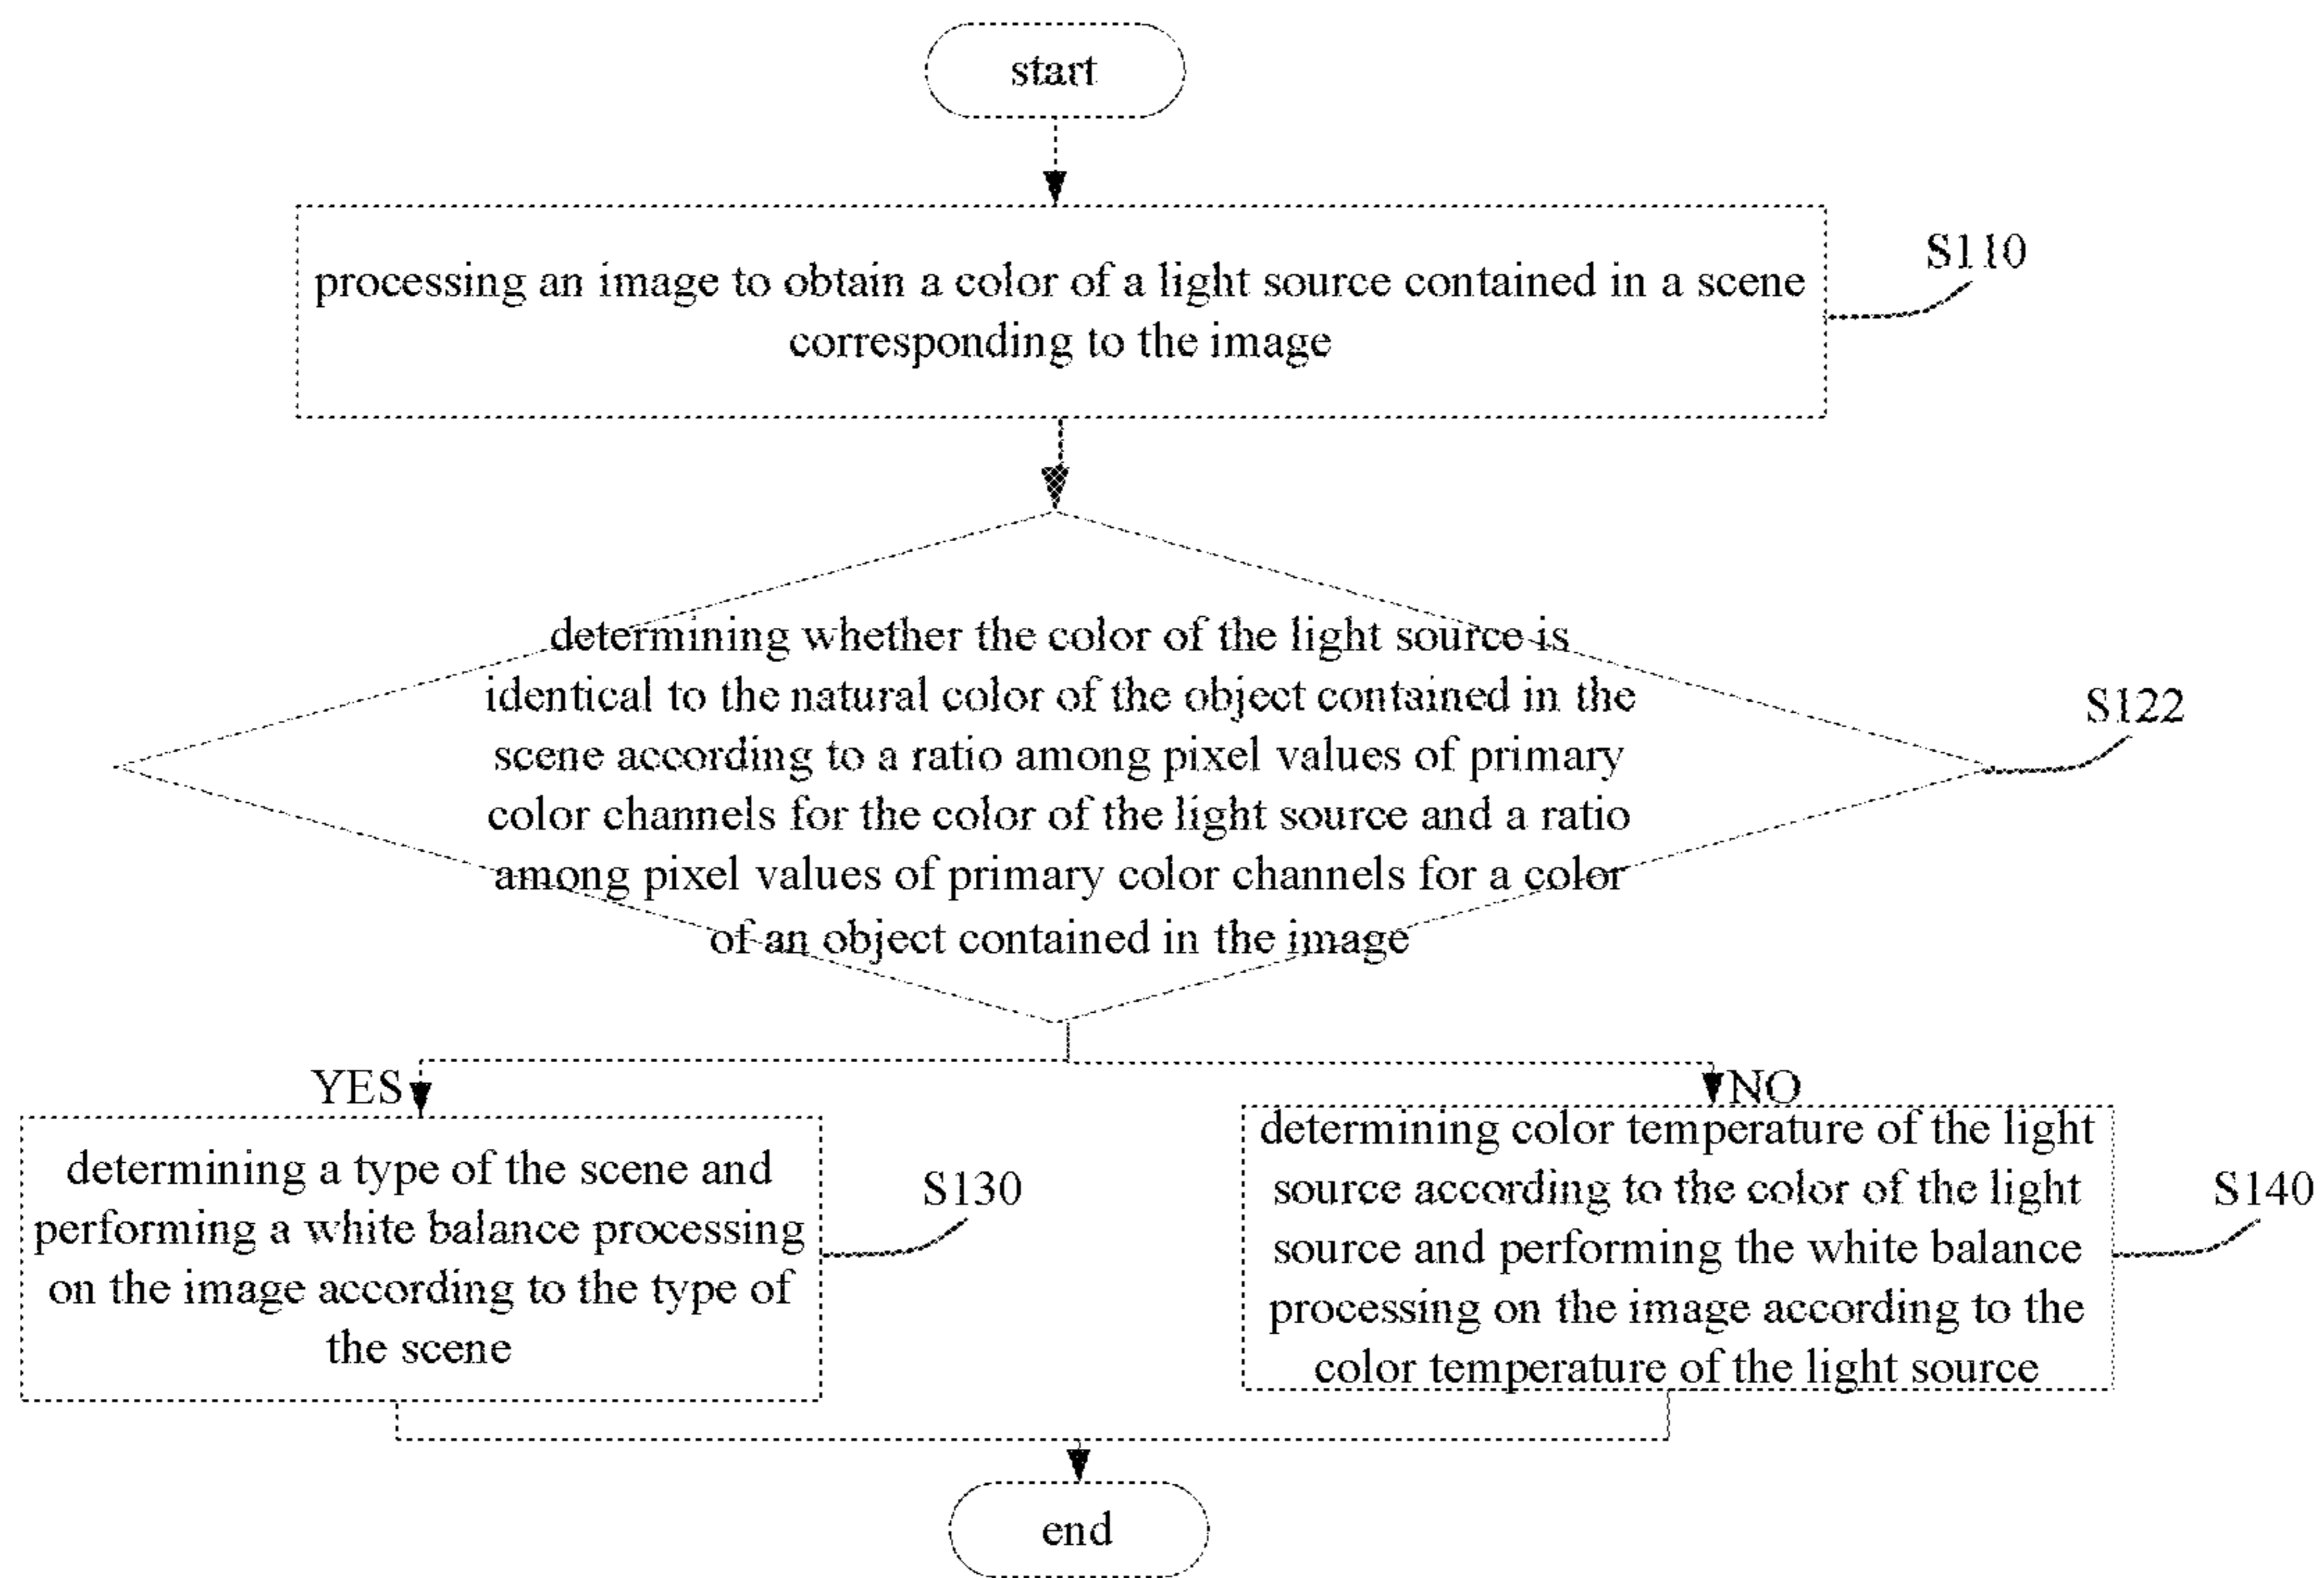 start
processing an image to obtain a color of a light source contained in a scene
corresponding to the image
S110
determining whether the color of the light source is
identical to the natural color of the object contained in the
scene according to a ratio among pixel values of primary
color channels for the color of the light source and a ratio
among pixel values of primary color channels for a color
of an object contained in the image
S122
YES
determining a type of the scene and
performing a white balance processing
on the image according to the type of
the scene
S130
NO
determining color temperature of the light
source according to the color of the light
source and performing the white balance
processing on the image according to the
color temperature of the light source
S140
end